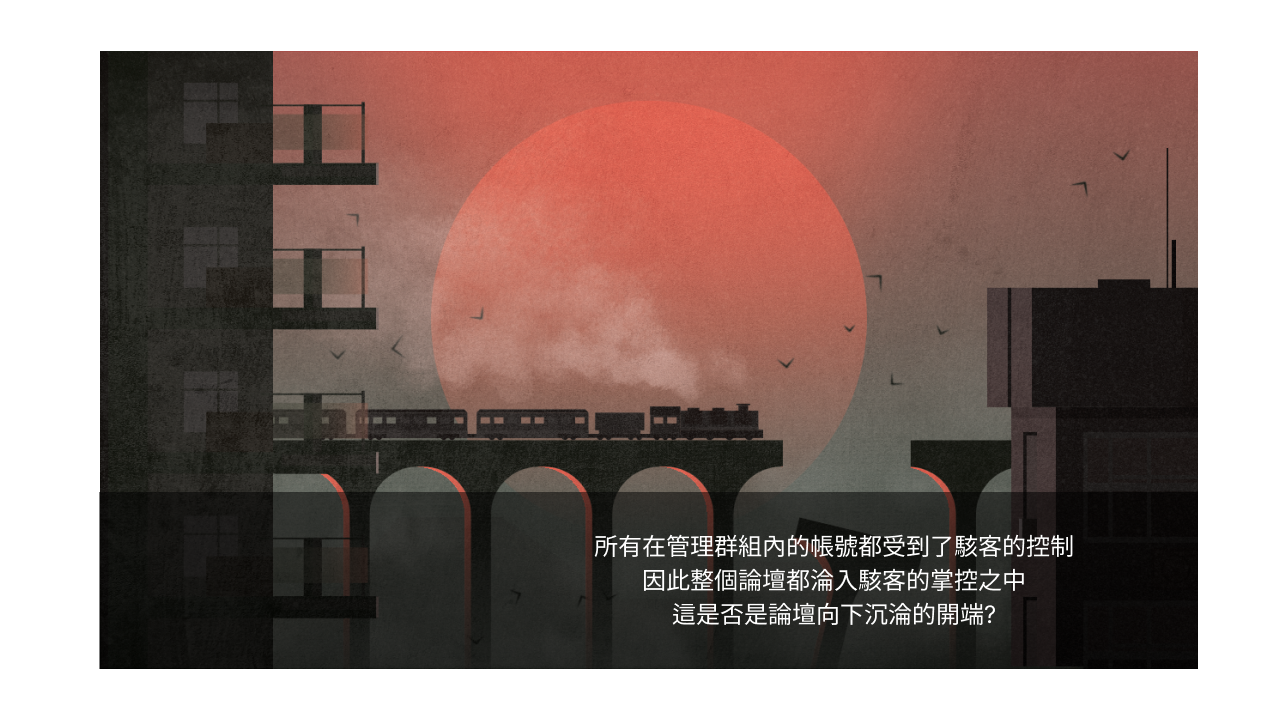 所有在管理群組內的帳號都受到了駭客的控制
因此整個論壇都淪入駭客的掌控之中
這是否是論壇向下沉淪的開端?